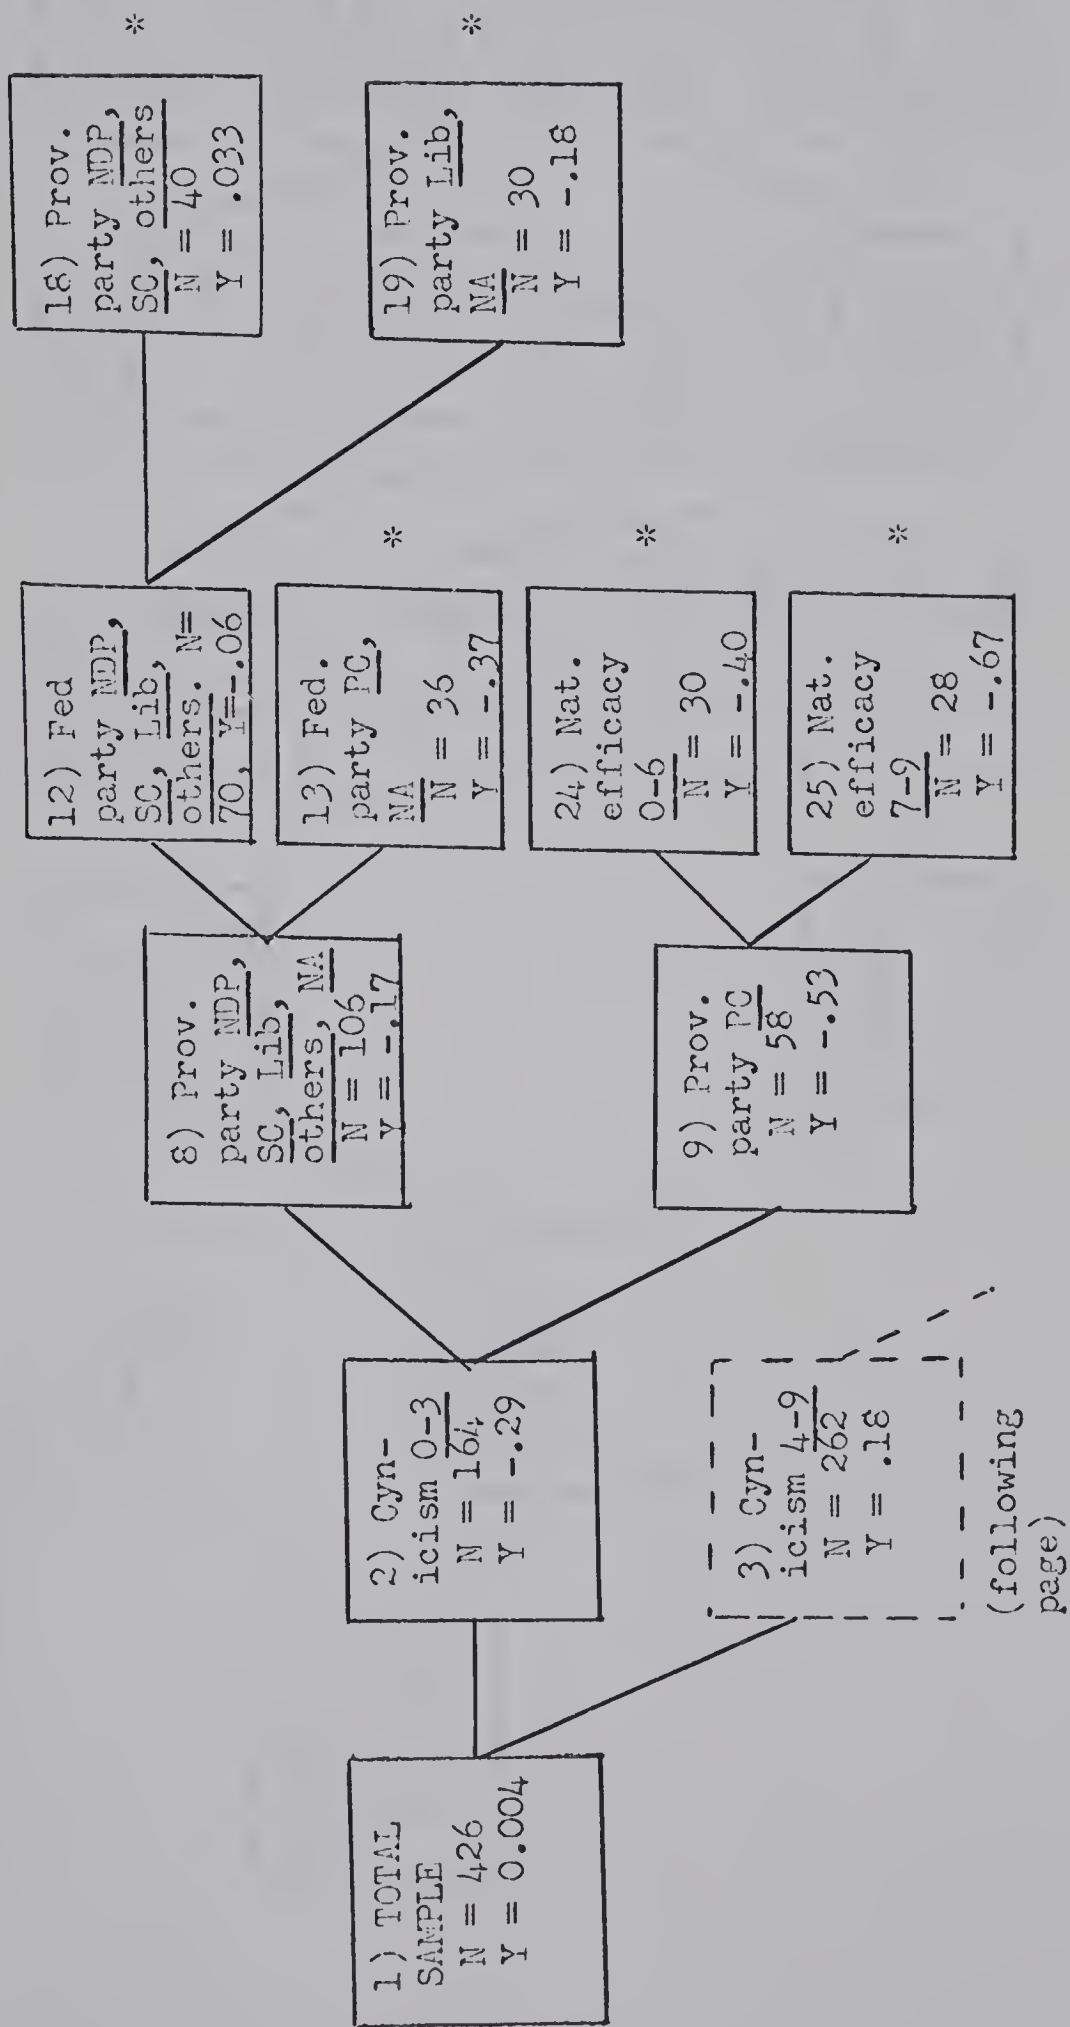 1) TOTAL
SAMPLE
N = 426
Y = 0.004
2) Cyn-
icism 0-3
N = 164
Y = -.29
3) Cyn-
icism 4-9
N = 262
Y = .18
(following
page)
8) Prov.
party NDP,
SC, Lib,
others, NA
N = 106
Y = -.17
9) Prov.
party PC
N = 58
Y = -.53
12) Fed
party NDP,
SC, Lib,
others. N=
70, Y=-.06
13) Fed.
party PC,
NA
N = 36
Y = -.37
*
24) Nat.
efficacy
0-6
N = 30
Y = -.40
*
25) Nat.
efficacy
7-9
N = 28
Y = -.67
*
18) Prov.
party NDP,
SC, others
N = 40
Y = .033
*
19) Prov.
party Lib,
NA
N = 30
Y = -.18
*